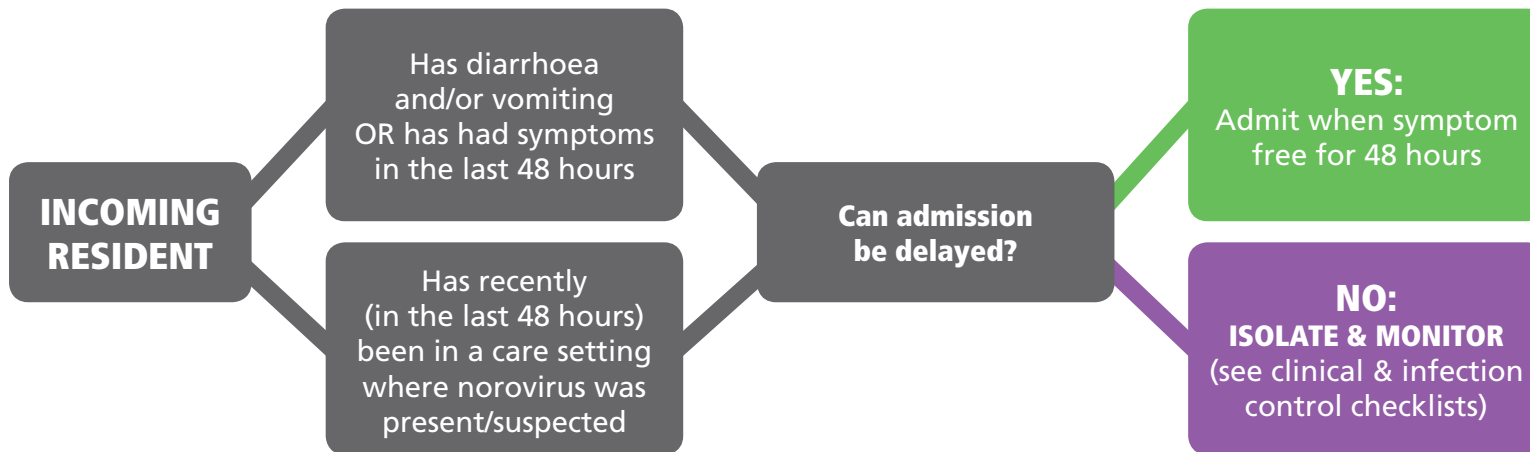 INCOMING
RESIDENT
Has diarrhoea
and/or vomiting
OR has had symptoms
in the last 48 hours
Has recently
(in the last 48 hours)
been in a care setting
where norovirus was
present/suspected
Can admission
be delayed?
YES:
Admit when symptom
free for 48 hours
NO:
ISOLATE & MONITOR
(see clinical & infection
control checklists)